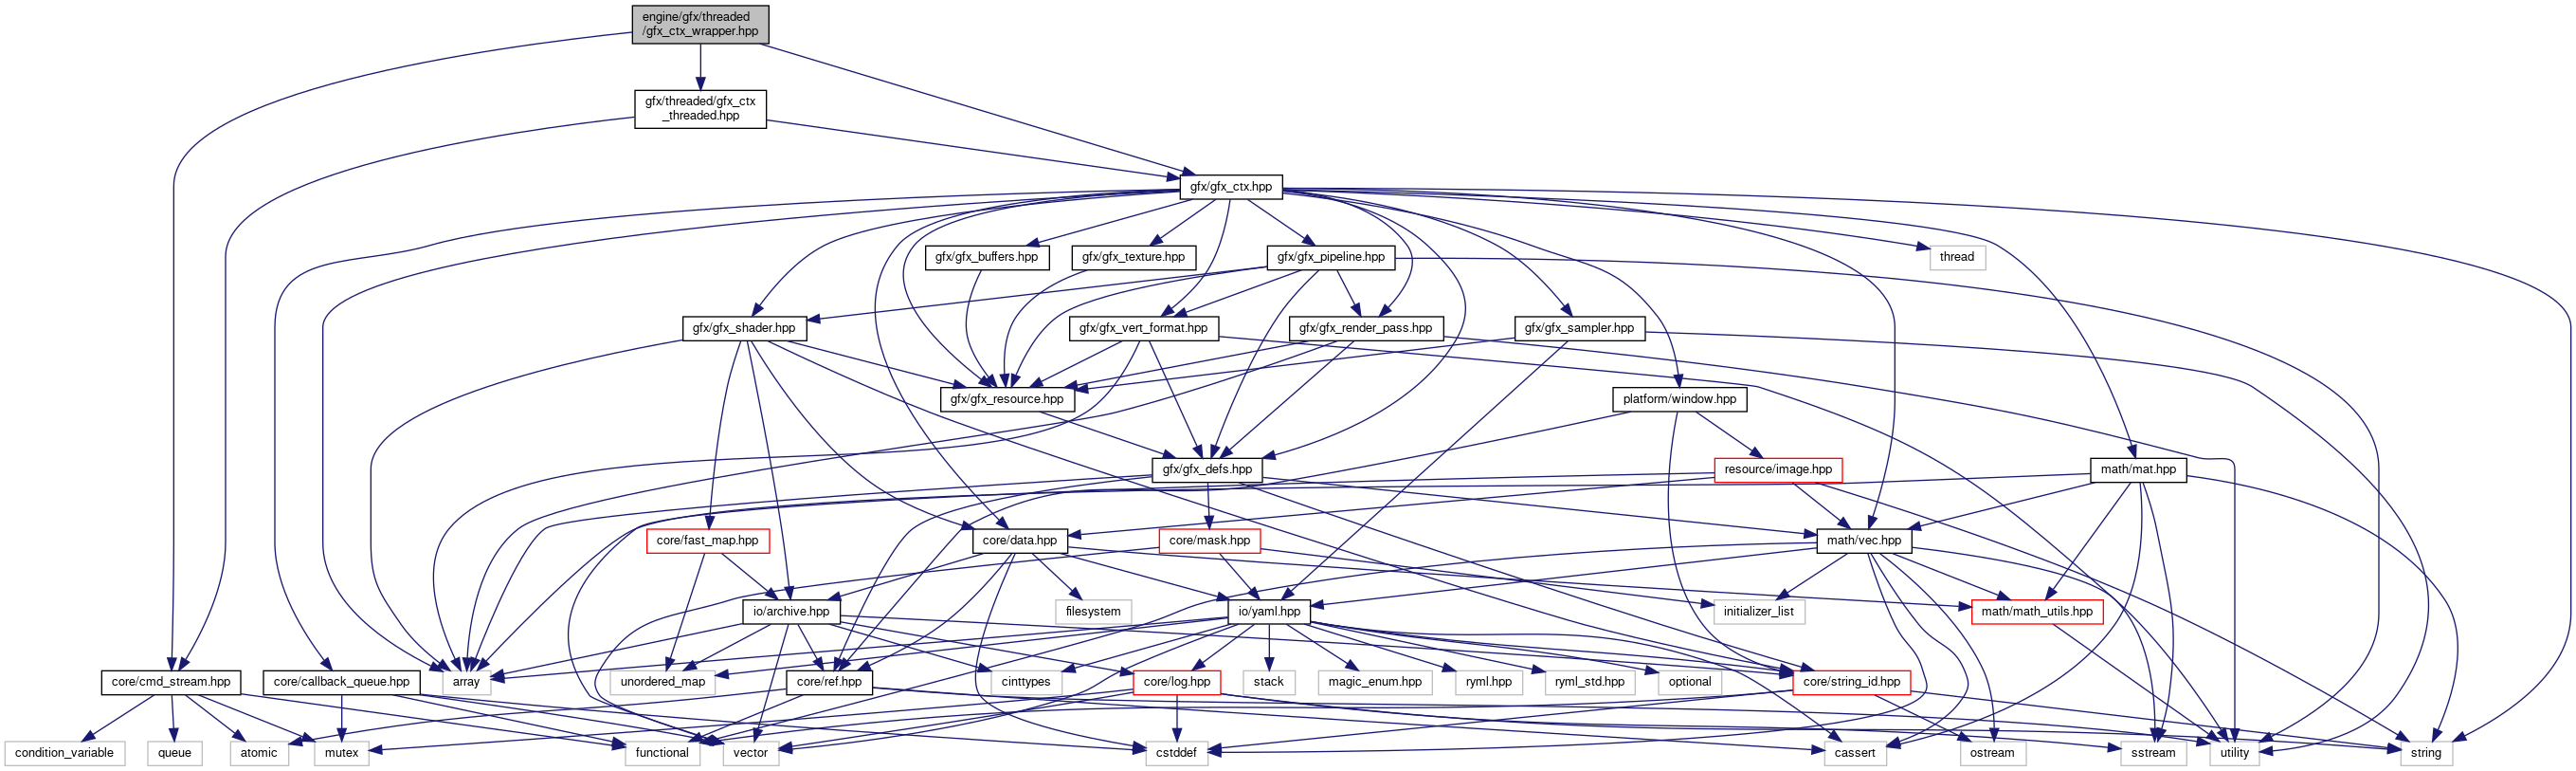 engine/gfx/threaded
/gfx_ctx_wrapper.hpp
gfx/threaded/gfx_ctx
_threaded.hpp
gfx/gfx_ctx.hpp
gfx/gfx_buffers.hpp
gfx/gfx_texture.hpp
gfx/gfx_pipeline.hpp
thread
gfx/gfx_shader.hpp
gfx/gfx_vert_format.hpp
gfx/gfx_render_pass.hpp
gfx/gfx_sampler.hpp
gfx/gfx_resource.hpp
platform/window.hpp
gfx/gfx_defs.hpp
resource/image.hpp
math/mat.hpp
core/fast_map.hpp
core/data.hpp
core/mask.hpp
math/vec.hpp
io/archive.hpp
filesystem
io/yaml.hpp
initializer_list
math/math_utils.hpp
core/cmd_stream.hpp
core/callback_queue.hpp
array
unordered_map
core/ref.hpp
cinttypes
core/log.hpp
stack
magic_enum.hpp
ryml.hpp
ryml_std.hpp
optional
core/string_id.hpp
condition_variable
queue
atomic
mutex
functional
vector
cstddef
cassert
ostream
sstream
utility
string